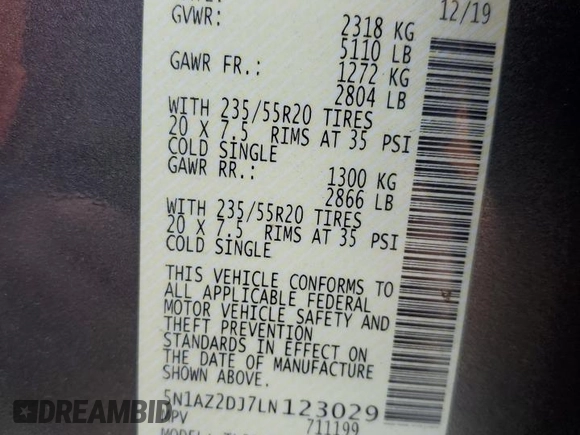 12/19
GVWR: 2318 KG
5110 LB
GAWR FR.: 1272 KG
2804 LB
WITH 235/55R20 TIRES
20 X 7.5 RIMS AT 35 PSI
COLD SINGLE
GAWR RR.: 1300 KG
2866 LB
WITH 235/55R20 TIRES
20 X 7.5 RIMS AT 35 PSI
COLD SINGLE
THIS VEHICLE CONFORMS TO
ALL APPLICABLE FEDERAL
MOTOR VEHICLE SAFETY AND
THEFT PREVENTION
STANDARDS IN EFFECT ON
THE DATE OF MANUFACTURE
SHOWN ABOVE.
5N1AZ2DJ7LN123029
MPV 711199
DREAMBID